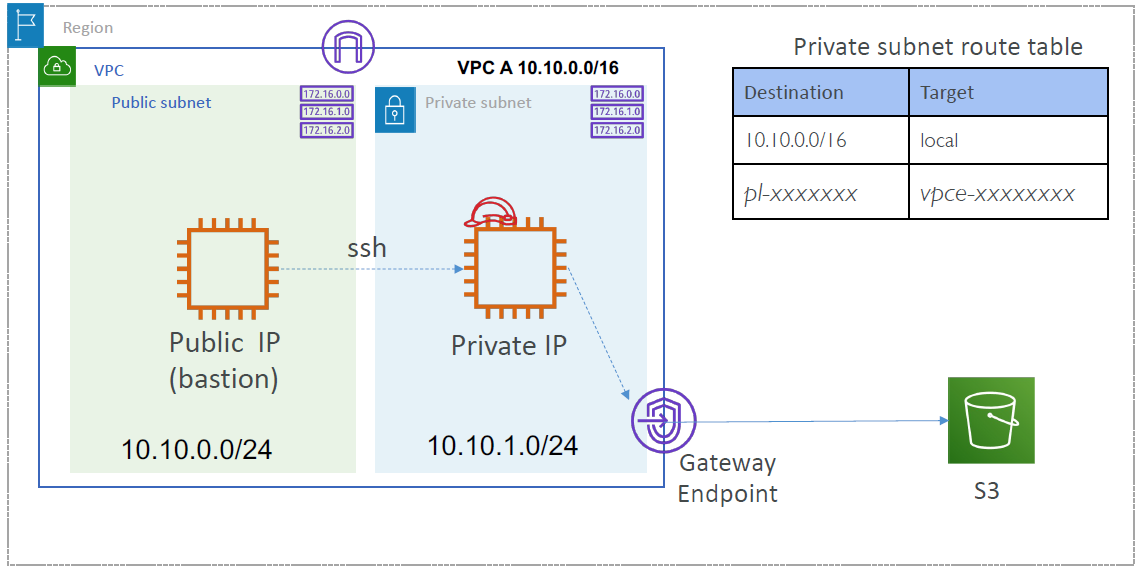 Region
VPC
VPC A 10.10.0.0/16
Public subnet
172.16.0.0
172.16.1.0
172.16.2.0
Private subnet
172.16.0.0
172.16.1.0
172.16.2.0
ssh
Public IP
(bastion)
Private IP
10.10.0.0/24
10.10.1.0/24
Gateway
Endpoint
S3
Private subnet route table
Destination Target
10.10.0.0/16 local
pl-xxxxxxx vpce-xxxxxxxx